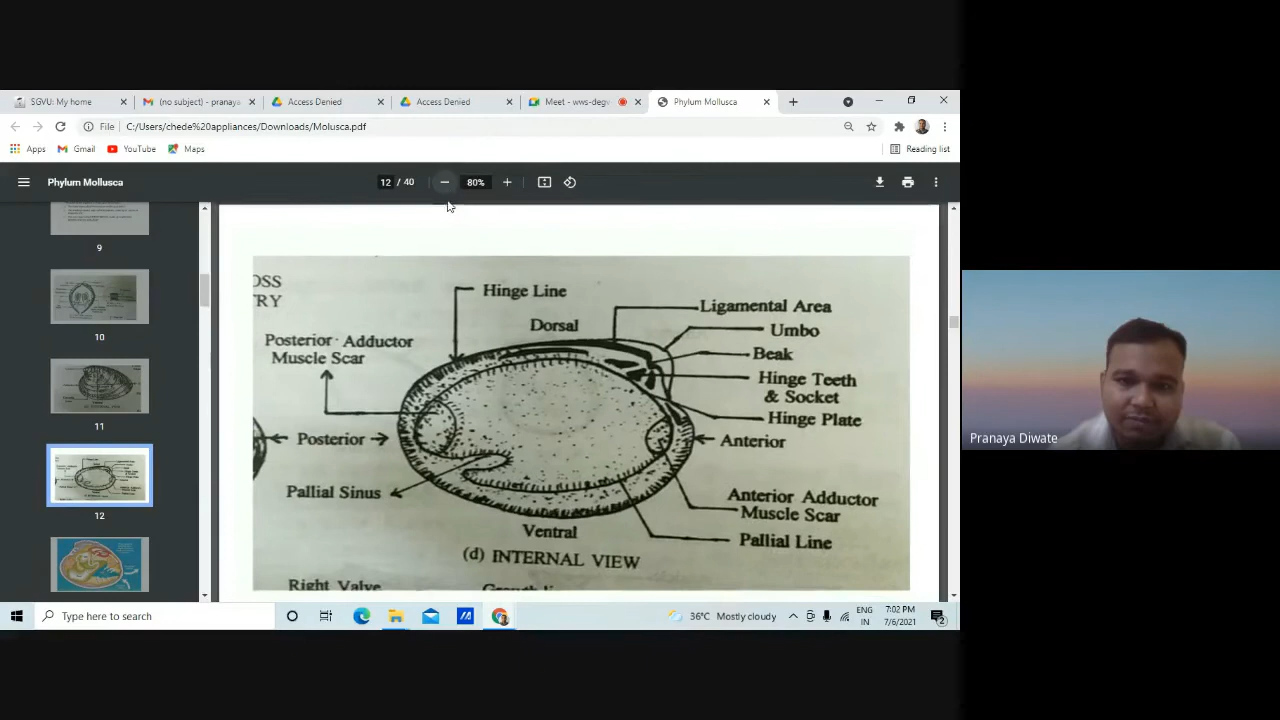 SGVU: My home
(no subject) - pranaya
Access Denied
Access Denied
Meet - wws-degv
Phylum Mollusca
File
C:/Users/chede%20appliances/Downloads/Molusca.pdf
Apps
Gmail
YouTube
Maps
Reading list
Phylum Mollusca
12 / 40
80%
9
10
11
12
OSS
TRY
Hinge Line
Dorsal
Ligamental Area
Umbo
Beak
Hinge Teeth
& Socket
Hinge Plate
Posterior Adductor
Muscle Scar
Posterior
Anterior
Pallial Sinus
Anterior Adductor
Muscle Scar
Ventral
Pallial Line
(d) INTERNAL VIEW
Right Valve
Pranaya Diwate
Type here to search
36°C Mostly cloudy
ENG
IN
7:02 PM
7/6/2021
2